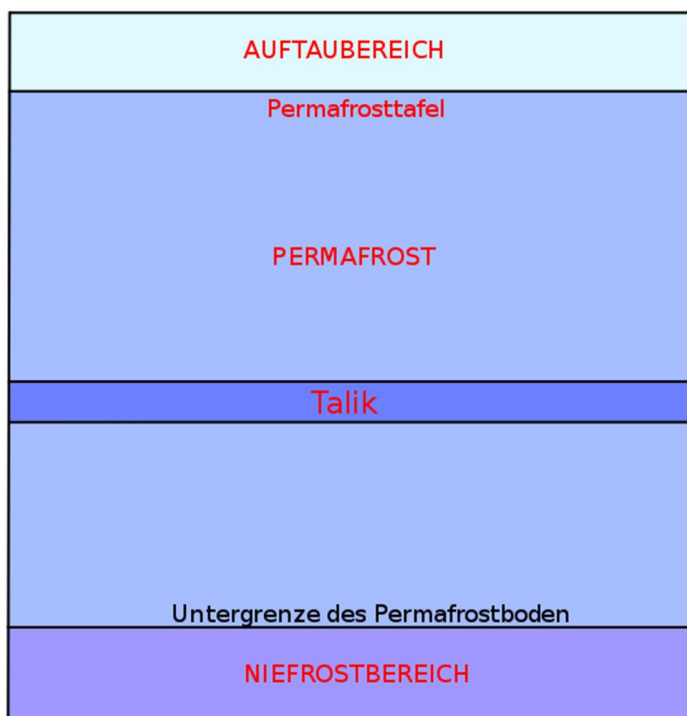 AUFTAUBEREICH
Permafrosttafel
PERMAFROST
Talik
Untergrenze des Permafrostboden
NIEFROSTBEREICH